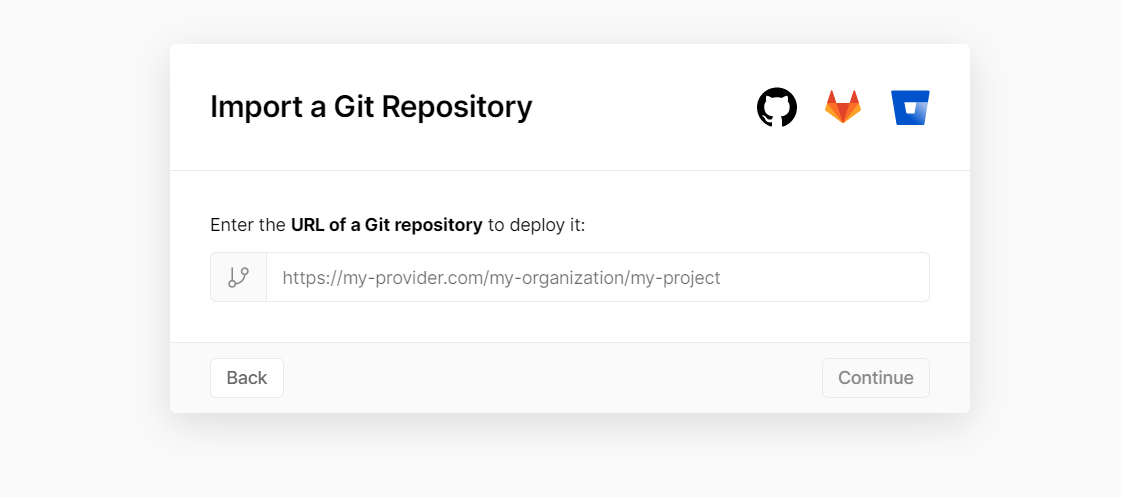 Import a Git Repository
Enter the URL of a Git repository to deploy it:
https://my-provider.com/my-organization/my-project
Back
Continue